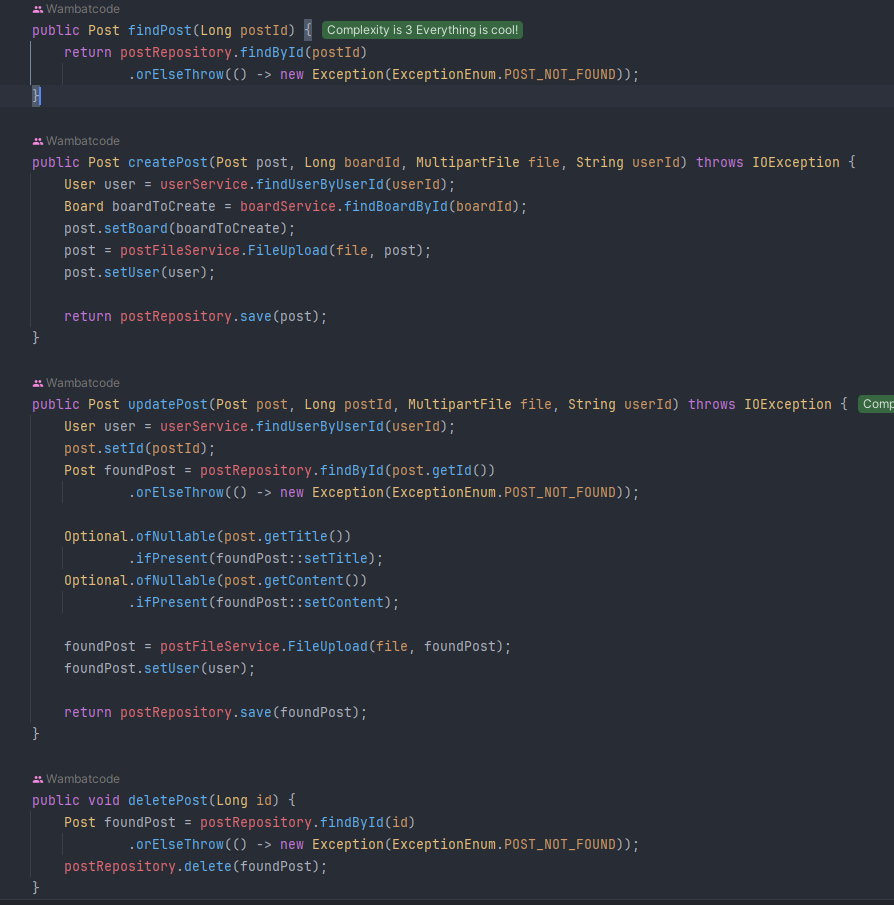 Wambatcode
public Post findPost(Long postId) { Complexity is 3 Everything is cool!
return postRepository.findById(postId)
.orElseThrow(() -> new Exception(ExceptionEnum.POST_NOT_FOUND));
}
Wambatcode
public Post createPost(Post post, Long boardId, MultipartFile file, String userId) throws IOException {
User user = userService.findUserByUserId(userId);
Board boardToCreate = boardService.findBoardById(boardId);
post.setBoard(boardToCreate);
post = postFileService.FileUpload(file, post);
post.setUser(user);
return postRepository.save(post);
}
Wambatcode
public Post updatePost(Post post, Long postId, MultipartFile file, String userId) throws IOException { Comp
User user = userService.findUserByUserId(userId);
post.setId(postId);
Post foundPost = postRepository.findById(post.getId())
.orElseThrow(() -> new Exception(ExceptionEnum.POST_NOT_FOUND));
Optional.ofNullable(post.getTitle())
.ifPresent(foundPost::setTitle);
Optional.ofNullable(post.getContent())
.ifPresent(foundPost::setContent);
foundPost = postFileService.FileUpload(file, foundPost);
foundPost.setUser(user);
return postRepository.save(foundPost);
}
Wambatcode
public void deletePost(Long id) {
Post foundPost = postRepository.findById(id)
.orElseThrow(() -> new Exception(ExceptionEnum.POST_NOT_FOUND));
postRepository.delete(foundPost);
}